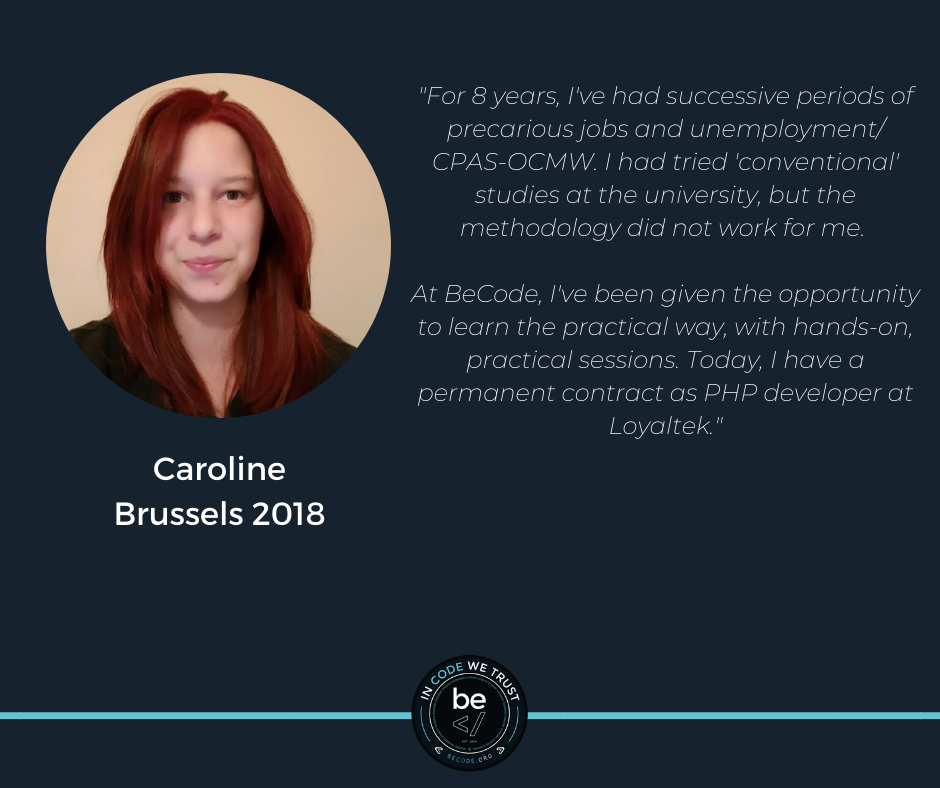 "For 8 years, I've had successive periods of
precarious jobs and unemployment/
CPAS-OCMW. I had tried 'conventional'
studies at the university, but the
methodology did not work for me.
At BeCode, I've been given the opportunity
to learn the practical way, with hands-on,
practical sessions. Today, I have a
permanent contract as PHP developer at
Loyaltek."
Caroline
Brussels 2018
IN CODE WE TRUST
be
</
BECODE.ORG